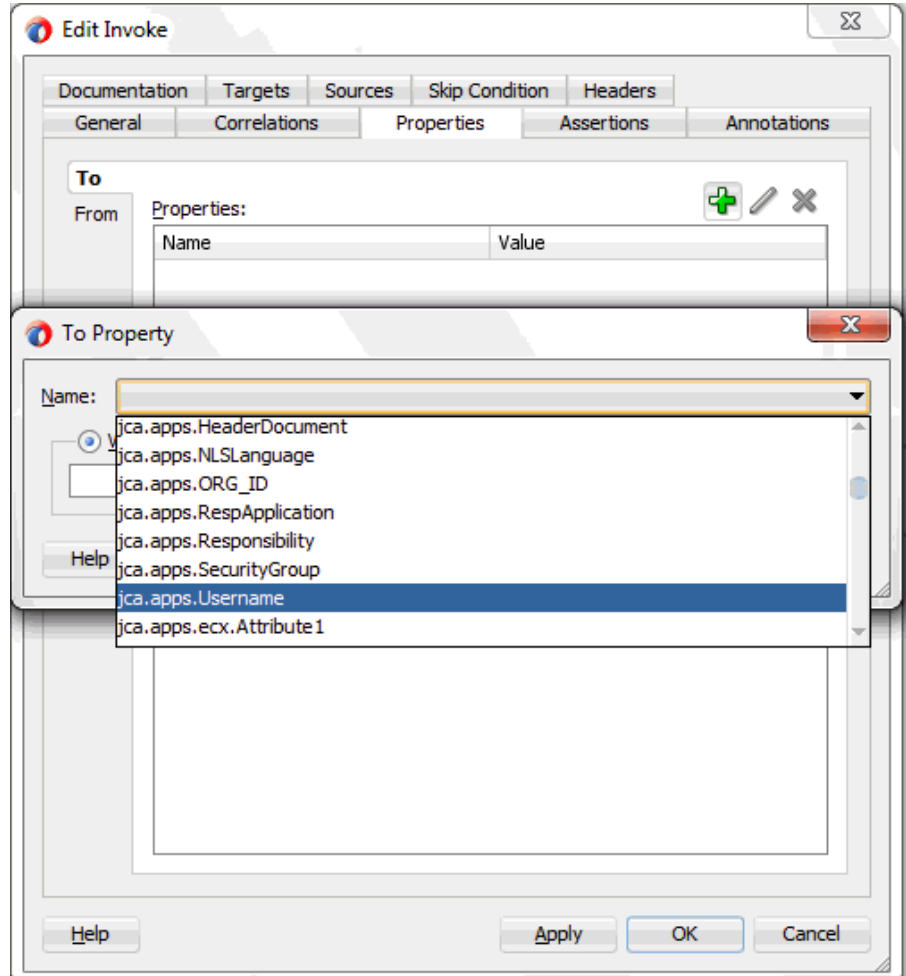 Edit Invoke
Documentation Targets Sources Skip Condition Headers
General Correlations Properties Assertions Annotations
To
From Properties:
Name Value
To Property
Name:
jca.apps.HeaderDocument
jca.apps.NLSLanguage
jca.apps.ORG_ID
jca.apps.RespApplication
jca.apps.Responsibility
Help jca.apps.SecurityGroup
jca.apps.Username
jca.apps.ecx.Attribute1
Help Apply OK Cancel